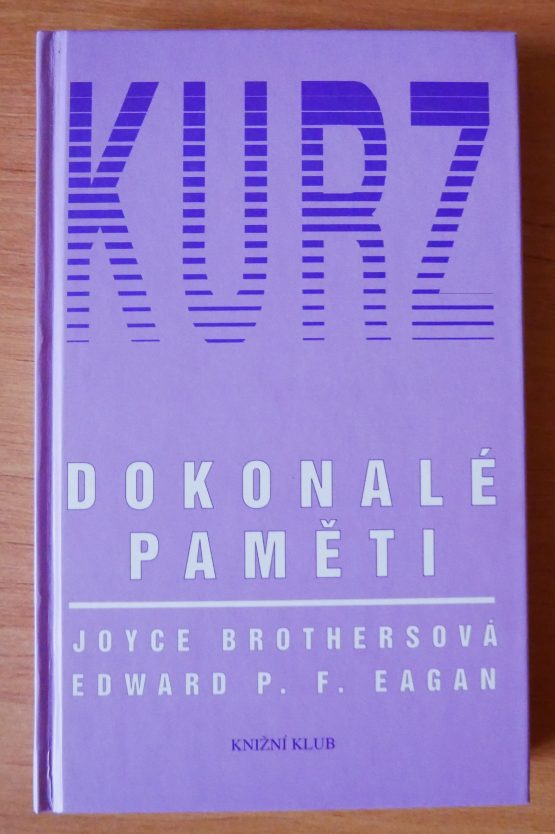 KURZ
DOKONALÉ
PAMĚTI
JOYCE BROTHERSOVÁ
EDWARD P. F. EAGAN
KNIŽNÍ KLUB